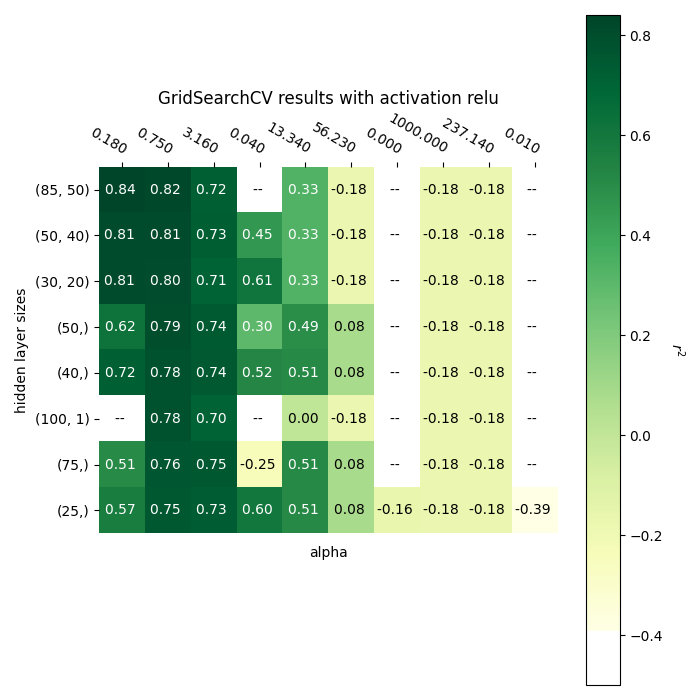 GridSearchCV results with activation relu
0.180 0.750 3.160 0.040 13.340 56.230 0.000 1000.000 237.140 0.010
(85, 50) 0.84 0.82 0.72 -- 0.33 -0.18 -- -0.18 -0.18 --
(50, 40) 0.81 0.81 0.73 0.45 0.33 -0.18 -- -0.18 -0.18 --
(30, 20) 0.81 0.80 0.71 0.61 0.33 -0.18 -- -0.18 -0.18 --
(50,) 0.62 0.79 0.74 0.30 0.49 0.08 -- -0.18 -0.18 --
(40,) 0.72 0.78 0.74 0.52 0.51 0.08 -- -0.18 -0.18 --
(100, 1) -- 0.78 0.70 -- 0.00 -0.18 -- -0.18 -0.18 --
(75,) 0.51 0.76 0.75 -0.25 0.51 0.08 -- -0.18 -0.18 --
(25,) 0.57 0.75 0.73 0.60 0.51 0.08 -0.16 -0.18 -0.18 -0.39
hidden layer sizes
alpha
0.8
0.6
0.4
0.2
0.0
−0.2
−0.4
r²